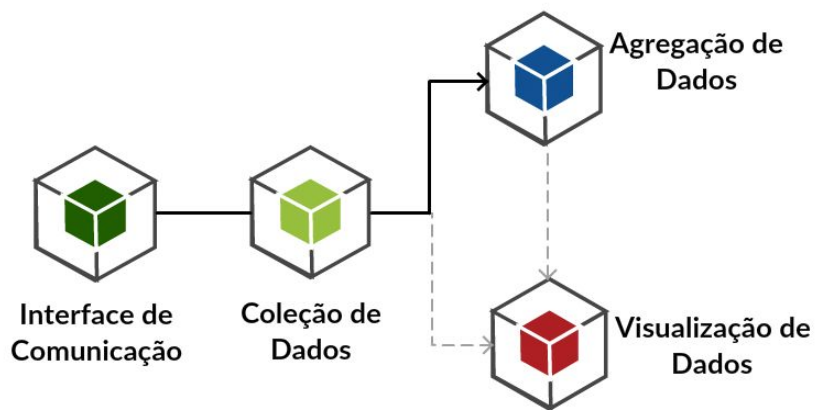 Agregação de
Dados
Interface de
Comunicação
Coleção de
Dados
Visualização de
Dados